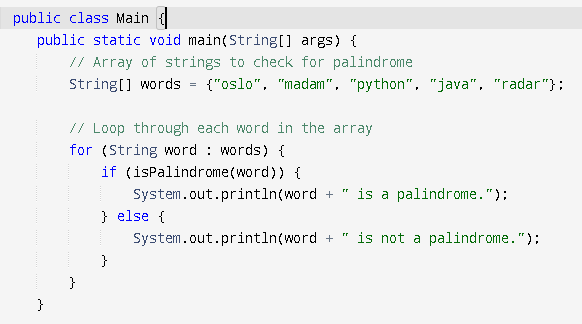 public class Main {
    public static void main(String[] args) {
        // Array of strings to check for palindrome
        String[] words = {"oslo", "madam", "python", "java", "radar"};

        // Loop through each word in the array
        for (String word : words) {
            if (isPalindrome(word)) {
                System.out.println(word + " is a palindrome.");
            } else {
                System.out.println(word + " is not a palindrome.");
            }
        }
    }